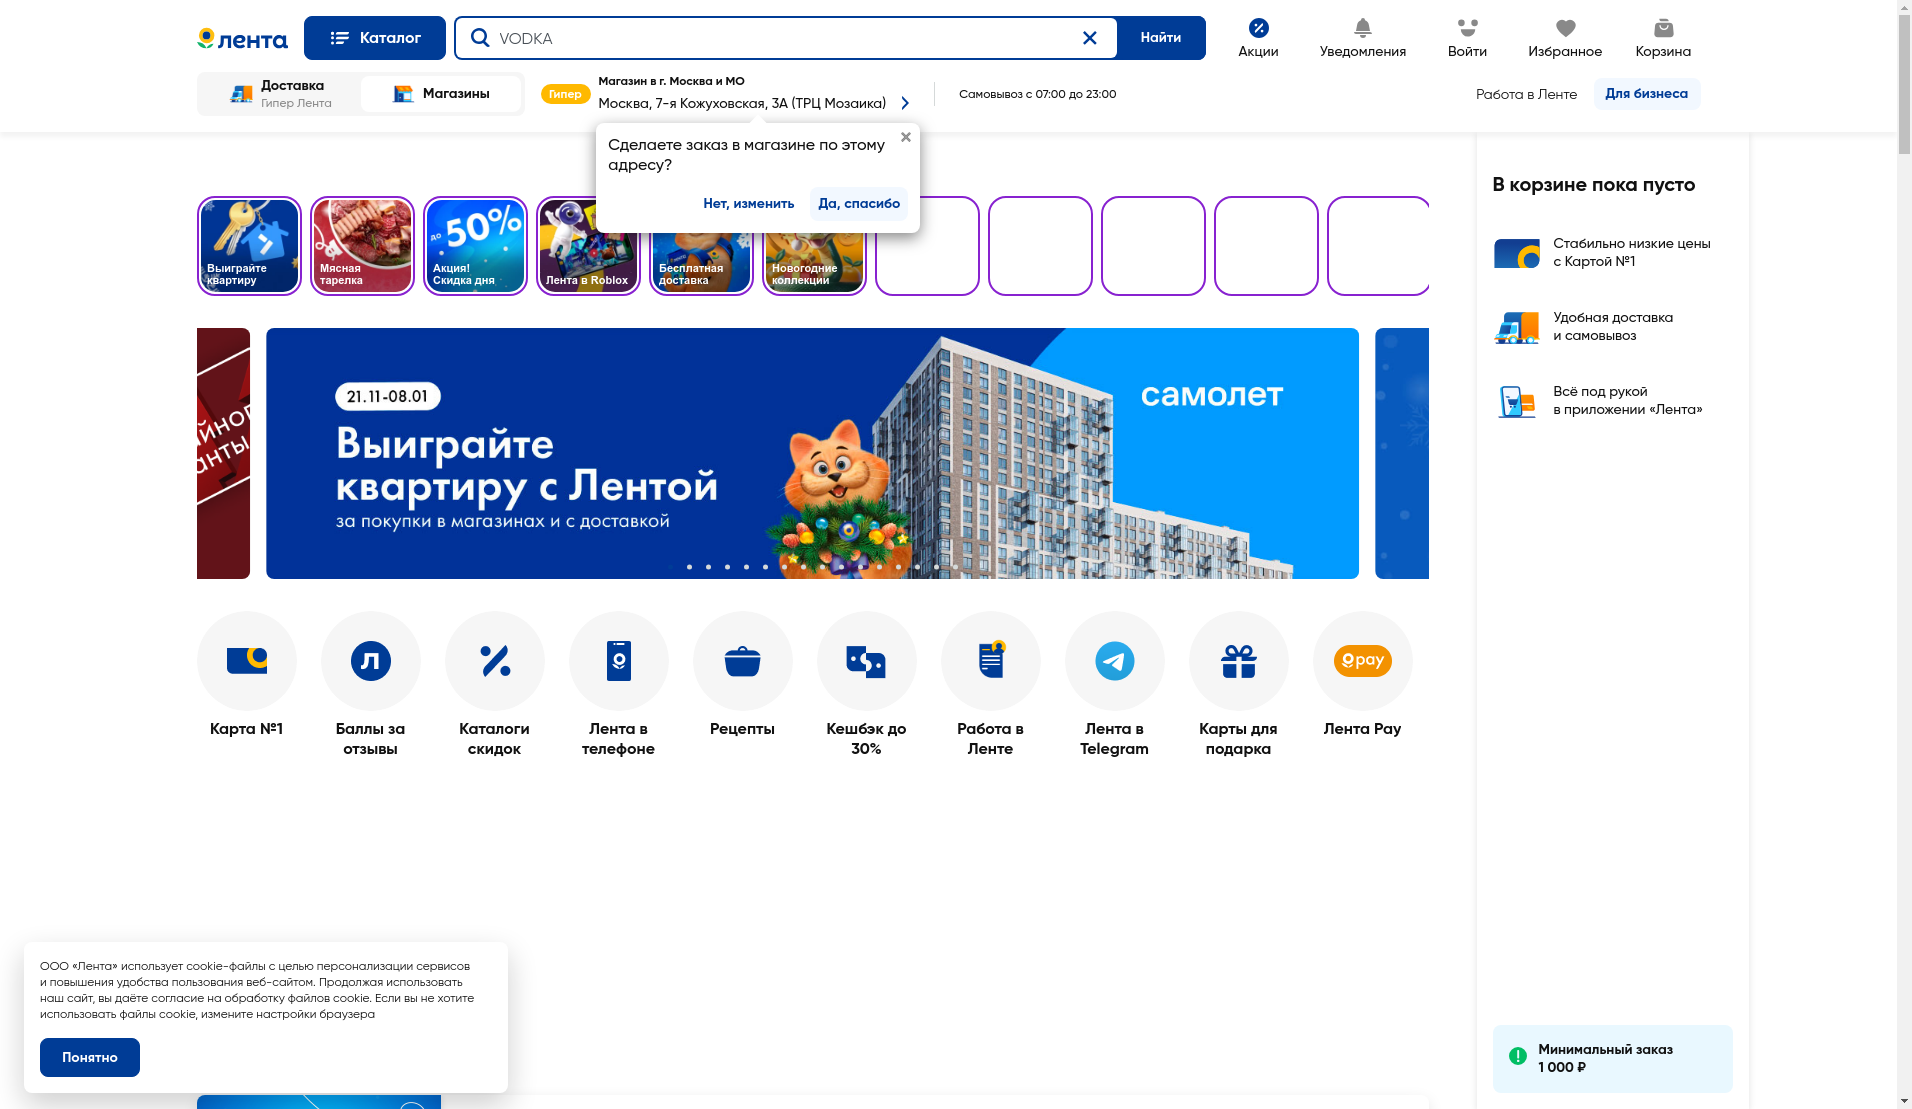 лента
Каталог
VODKA
Найти
Акции
Уведомления
Войти
Избранное
Корзина
Доставка
Гипер Лента
Магазины
Гипер
Магазин в г. Москва и МО
Москва, 7-я Кожуховская, 3А (ТРЦ Мозаика)
Самовывоз с 07:00 до 23:00
Работа в Ленте
Для бизнеса
Сделаете заказ в магазине по этому
адресу?
Нет, изменить
Да, спасибо
Выиграйте
квартиру
Мясная
тарелка
до 50%
Акция!
Скидка дня
Лента в Roblox
Бесплатная
доставка
Новогодние
коллекции
21.11-08.01
Выиграйте
квартиру с Лентой
за покупки в магазинах и с доставкой
самолет
Карта №1
Баллы за
отзывы
Каталоги
скидок
Лента в
телефоне
Рецепты
Кешбэк до
30%
Работа в
Ленте
Лента в
Telegram
Карты для
подарка
pay
Лента Pay
В корзине пока пусто
Стабильно низкие цены
с Картой №1
Удобная доставка
и самовывоз
Всё под рукой
в приложении «Лента»
Минимальный заказ
1 000 ₽
ООО «Лента» использует cookie-файлы с целью персонализации сервисов
и повышения удобства пользования веб-сайтом. Продолжая использовать
наш сайт, вы даёте согласие на обработку файлов cookie. Если вы не хотите
использовать файлы cookie, измените настройки браузера
Понятно